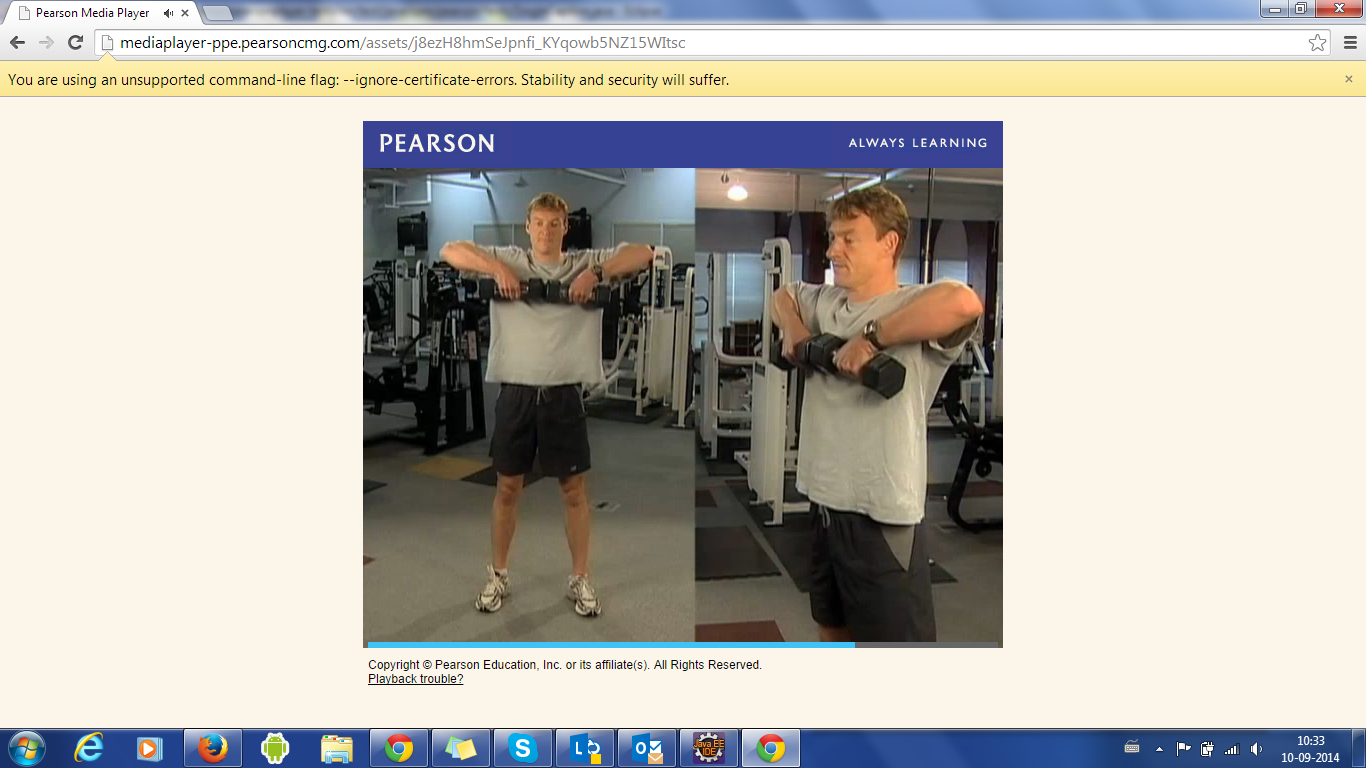 Pearson Media Player
mediaplayer-ppe.pearsoncmg.com/assets/j8ezH8hmSeJpnfi_KYqowb5NZ15WItsc
You are using an unsupported command-line flag: --ignore-certificate-errors. Stability and security will suffer.
PEARSON
ALWAYS LEARNING
Copyright © Pearson Education, Inc. or its affiliate(s). All Rights Reserved.
Playback trouble?
Java EE
IDE
10:33
10-09-2014